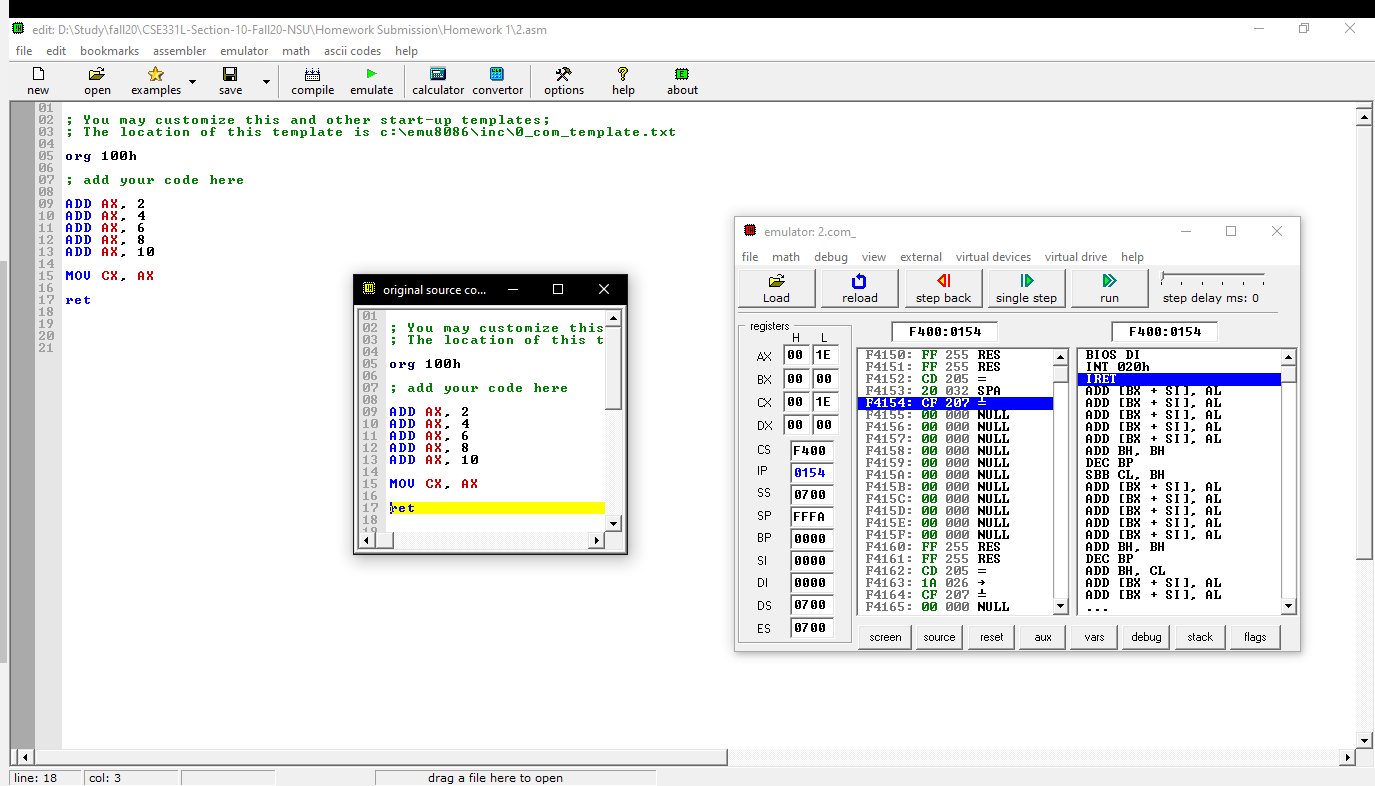 edit: D:\Study\fall20\CSE331L-Section-10-Fall20-NSU\Homework Submission\Homework 1\2.asm
file edit bookmarks assembler emulator math ascii codes help
new open examples save compile emulate calculator convertor options help about
01
02 ; You may customize this and other start-up templates;
03 ; The location of this template is c:\emu8086\inc\0_com_template.txt
04
05 org 100h
06
07 ; add your code here
08
09 ADD AX, 2
10 ADD AX, 4
11 ADD AX, 6
12 ADD AX, 8
13 ADD AX, 10
14
15 MOV CX, AX
16
17 ret
18
19
20
21
original source co...
01
02 ; You may customize this
03 ; The location of this t
04
05 org 100h
06
07 ; add your code here
08
09 ADD AX, 2
10 ADD AX, 4
11 ADD AX, 6
12 ADD AX, 8
13 ADD AX, 10
14
15 MOV CX, AX
16
17 ret
18
19
emulator: 2.com_
file math debug view external virtual devices virtual drive help
Load reload step back single step run step delay ms: 0
registers
H L
AX 00 1E
BX 00 00
CX 00 1E
DX 00 00
CS F400
IP 0154
SS 0700
SP FFFA
BP 0000
SI 0000
DI 0000
DS 0700
ES 0700
F400:0154
F4150: FF 255 RES
F4151: FF 255 RES
F4152: CD 205 =
F4153: 20 032 SPA
F4154: CF 207 ╧
F4155: 00 000 NULL
F4156: 00 000 NULL
F4157: 00 000 NULL
F4158: 00 000 NULL
F4159: 00 000 NULL
F415A: 00 000 NULL
F415B: 00 000 NULL
F415C: 00 000 NULL
F415D: 00 000 NULL
F415E: 00 000 NULL
F415F: 00 000 NULL
F4160: FF 255 RES
F4161: FF 255 RES
F4162: CD 205 =
F4163: 1A 026 →
F4164: CF 207 ╧
F4165: 00 000 NULL
F400:0154
BIOS DI
INT 020h
IRET
ADD [BX + SI], AL
ADD [BX + SI], AL
ADD [BX + SI], AL
ADD [BX + SI], AL
ADD [BX + SI], AL
ADD BH, BH
DEC BP
SBB CL, BH
ADD [BX + SI], AL
ADD [BX + SI], AL
ADD [BX + SI], AL
ADD [BX + SI], AL
ADD [BX + SI], AL
ADD BH, BH
DEC BP
ADD BH, CL
ADD [BX + SI], AL
ADD [BX + SI], AL
...
screen source reset aux vars debug stack flags
line: 18 col: 3 drag a file here to open